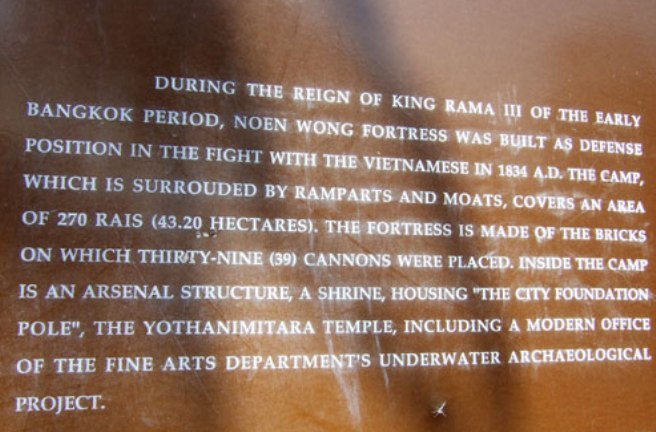 DURING THE REIGN OF KING RAMA III OF THE EARLY
BANGKOK PERIOD, NOEN WONG FORTRESS WAS BUILT AS DEFENSE
POSITION IN THE FIGHT WITH THE VIETNAMESE IN 1834 A.D. THE CAMP,
WHICH IS SURROUDED BY RAMPARTS AND MOATS, COVERS AN AREA
OF 270 RAIS (43.20 HECTARES). THE FORTRESS IS MADE OF THE BRICKS
ON WHICH THIRTY-NINE (39) CANNONS WERE PLACED. INSIDE THE CAMP
IS AN ARSENAL STRUCTURE, A SHRINE, HOUSING "THE CITY FOUNDATION
POLE", THE YOTHANIMITARA TEMPLE, INCLUDING A MODERN OFFICE
OF THE FINE ARTS DEPARTMENT'S UNDERWATER ARCHAEOLOGICAL
PROJECT.